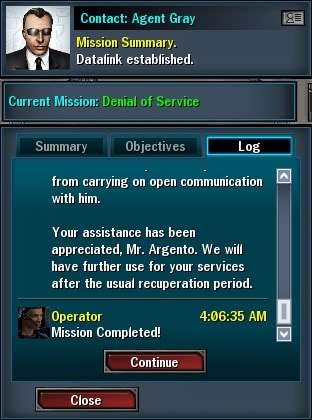 Contact: Agent Gray
Mission Summary.
Datalink established.
Current Mission: Denial of Service
Summary
Objectives
Log
from carrying on open communication
with him.
Your assistance has been
appreciated, Mr. Argento. We will
have further use for your services
after the usual recuperation period.
Operator
4:06:35 AM
Mission Completed!
Continue
Close